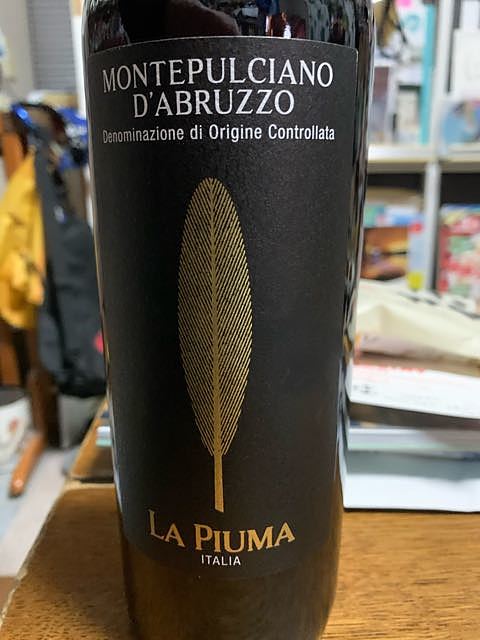 MONTEPULCIANO
D'ABRUZZO
Denominazione di Origine Controllata
LA PIUMA
ITALIA